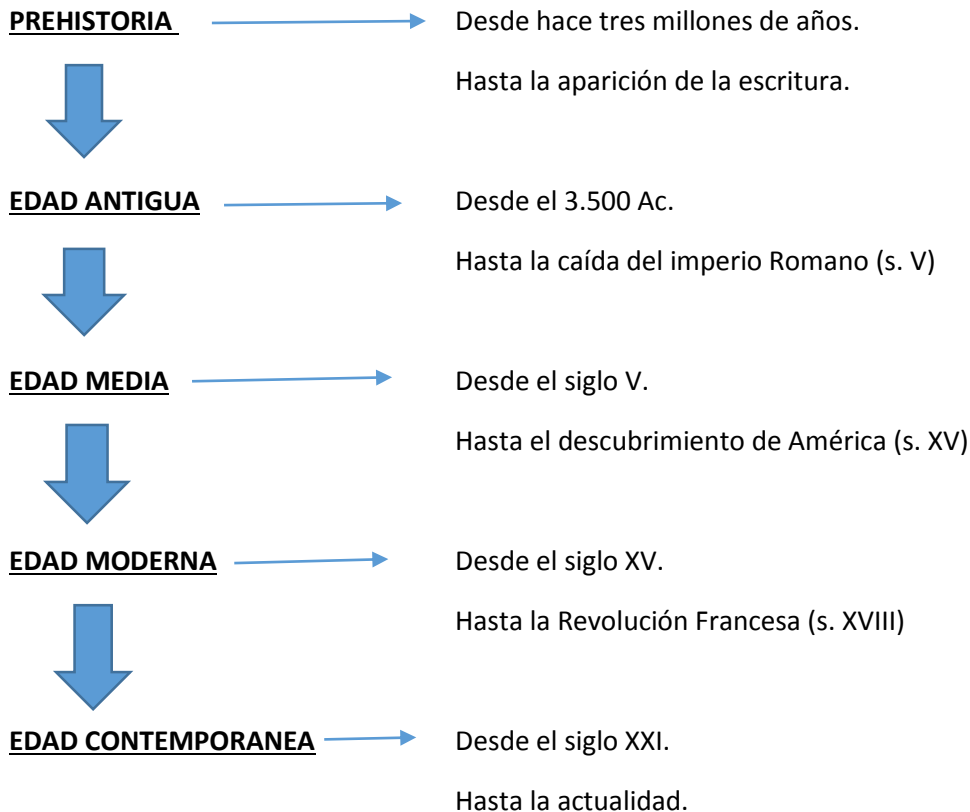 PREHISTORIA Desde hace tres millones de años.
Hasta la aparición de la escritura.
EDAD ANTIGUA Desde el 3.500 Ac.
Hasta la caída del imperio Romano (s. V)
EDAD MEDIA Desde el siglo V.
Hasta el descubrimiento de América (s. XV)
EDAD MODERNA Desde el siglo XV.
Hasta la Revolución Francesa (s. XVIII)
EDAD CONTEMPORANEA Desde el siglo XXI.
Hasta la actualidad.